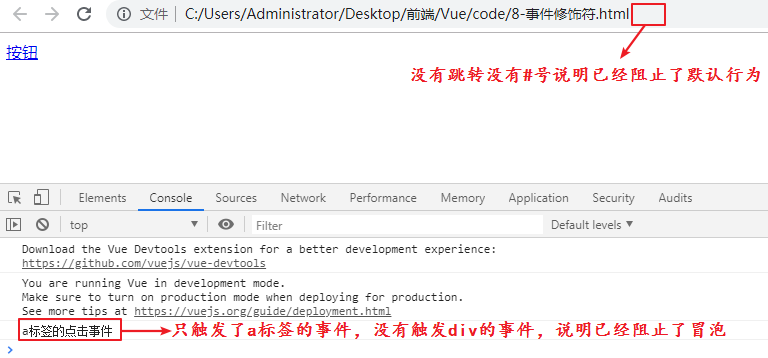 文件 C:/Users/Administrator/Desktop/前端/Vue/code/8-事件修饰符.html
按钮
没有跳转没有#号说明已经阻止了默认行为
Elements Console Sources Network Performance Memory Application Security Audits
top Filter Default levels
Download the Vue Devtools extension for a better development experience:
https://github.com/vuejs/vue-devtools
You are running Vue in development mode.
Make sure to turn on production mode when deploying for production.
See more tips at https://vuejs.org/guide/deployment.html
a标签的点击事件 只触发了a标签的事件，没有触发div的事件，说明已经阻止了冒泡